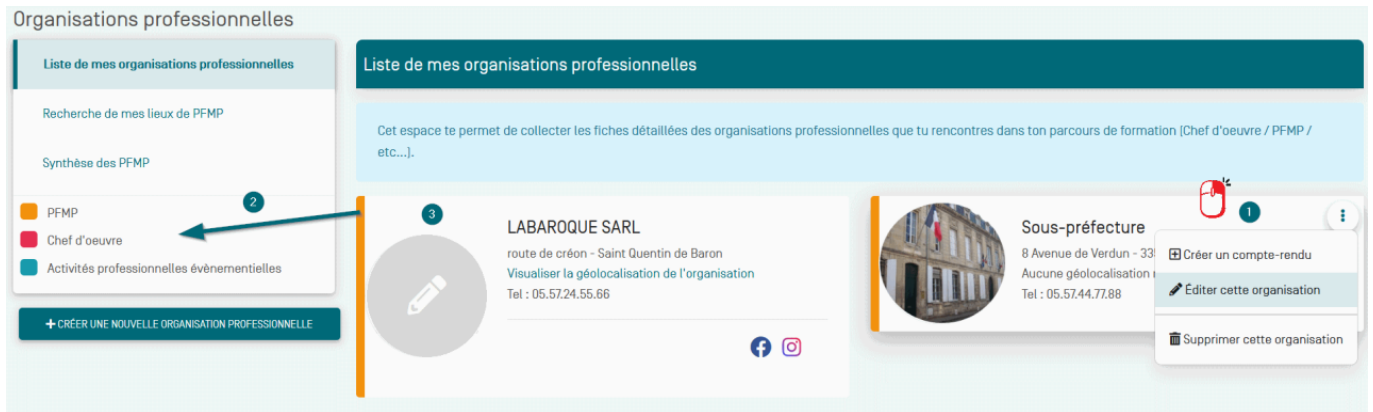 Organisations professionnelles
Liste de mes organisations professionnelles
Recherche de mes lieux de PFMP
Synthèse des PFMP
PFMP
Chef d'oeuvre
Activités professionnelles évènementielles
2
+ CRÉER UNE NOUVELLE ORGANISATION PROFESSIONNELLE
Liste de mes organisations professionnelles
Cet espace te permet de collecter les fiches détaillées des organisations professionnelles que tu rencontres dans ton parcours de formation (Chef d'oeuvre / PFMP /
etc...).
3
LABAROQUE SARL
route de créon - Saint Quentin de Baron
Visualiser la géolocalisation de l'organisation
Tel : 05.57.24.55.66
Sous-préfecture
8 Avenue de Verdun - 33
Aucune géolocalisation
Tel : 05.57.44.77.88
1
Créer un compte-rendu
Éditer cette organisation
Supprimer cette organisation